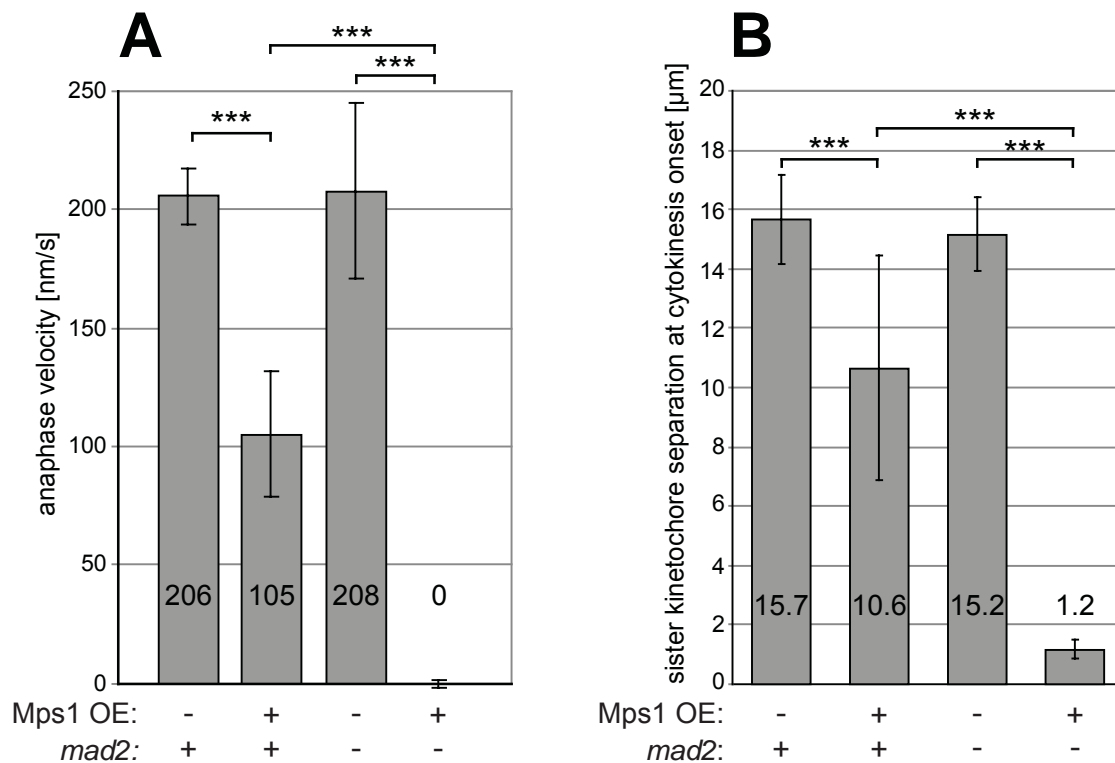 A
***
***
***
anaphase velocity [nm/s]
250
200
150
100
50
0
206 105 208 0
Mps1 OE: - + - +
mad2: + + - -
B
***
***
***
sister kinetochore separation at cytokinesis onset [µm]
20
18
16
14
12
10
8
6
4
2
0
15.7 10.6 15.2 1.2
Mps1 OE: - + - +
mad2: + + - -